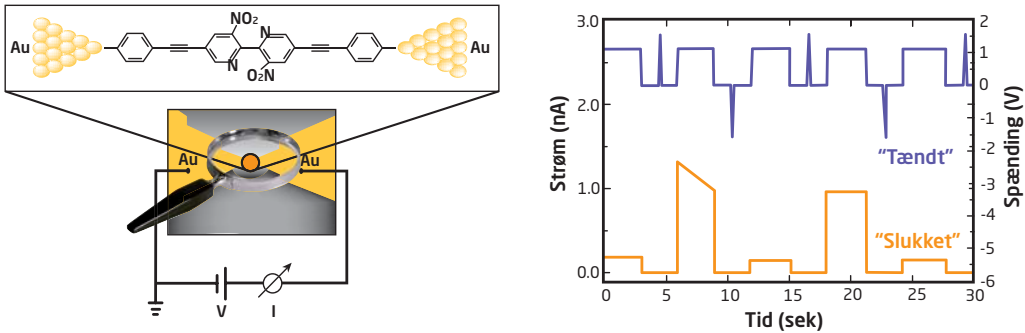 NO₂
Au
N
N
Au
O₂N
Au
Au
V
I
3.0
2.0
1.0
0.0
Strøm (nA)
2
1
0
-1
-2
-3
-4
-5
-6
Spænding (V)
"Tændt"
"Slukket"
0
5
10
15
20
25
30
Tid (sek)